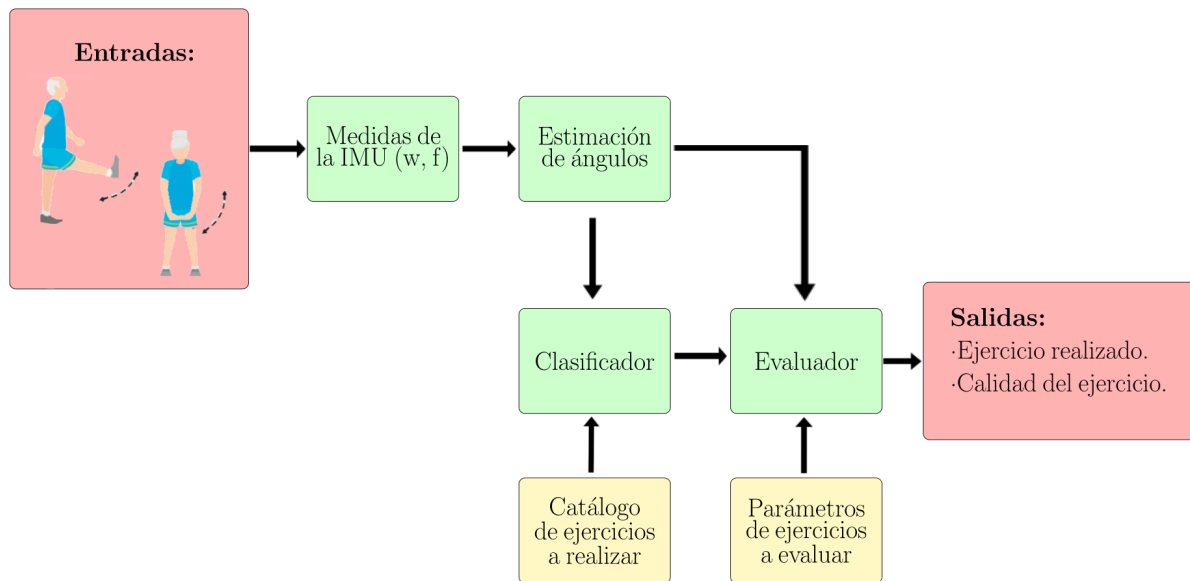 Entradas:
Medidas de
la IMU (w, f)
Estimación
de ángulos
Clasificador
Evaluador
Salidas:
·Ejercicio realizado.
·Calidad del ejercicio.
Catálogo
de ejercicios
a realizar
Parámetros
de ejercicios
a evaluar